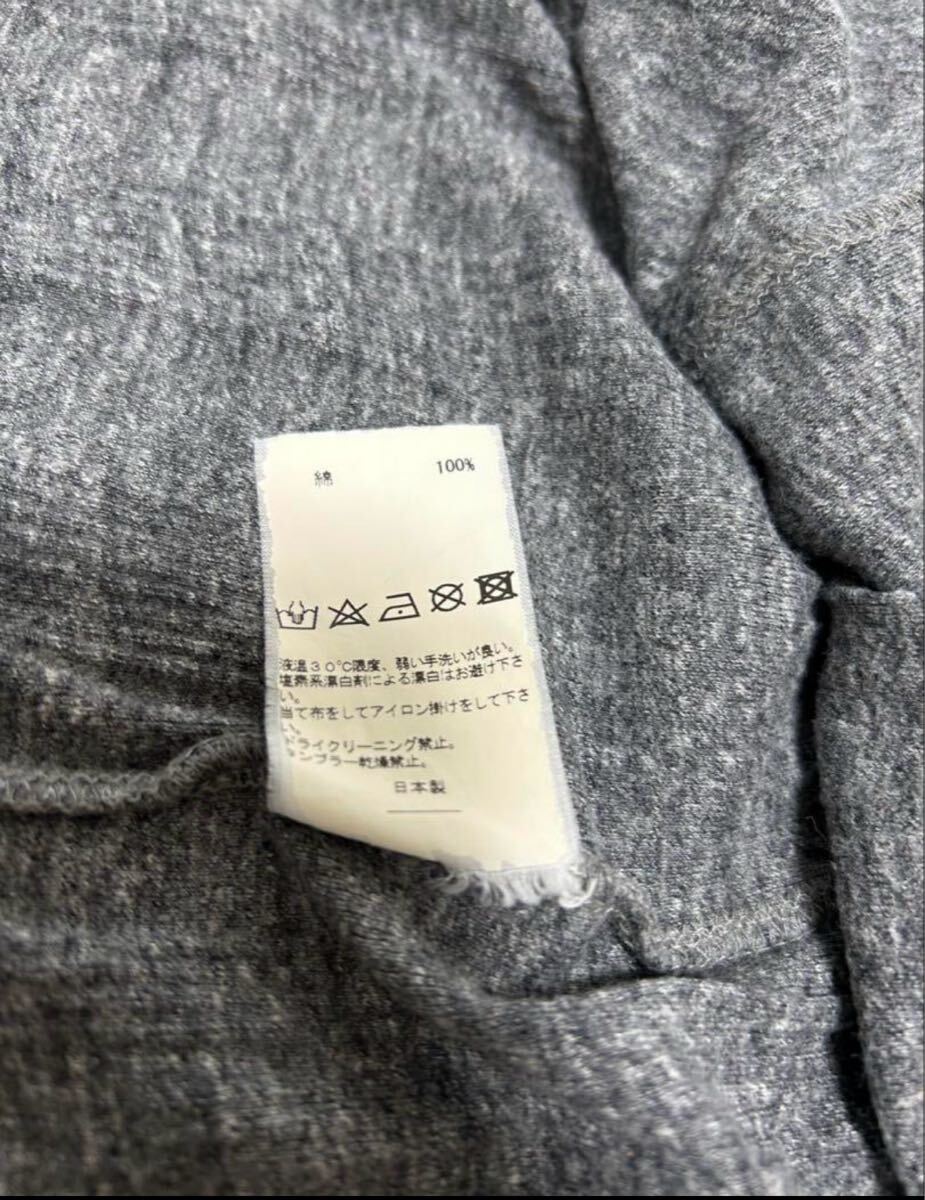 綿 100%
液温30℃限度、弱い手洗いが良い。
塩素系漂白剤による漂白はお避け下さ
い。
当て布をしてアイロン掛けをして下さ
い。
ドライクリーニング禁止。
タンブラー乾燥禁止。
日本製